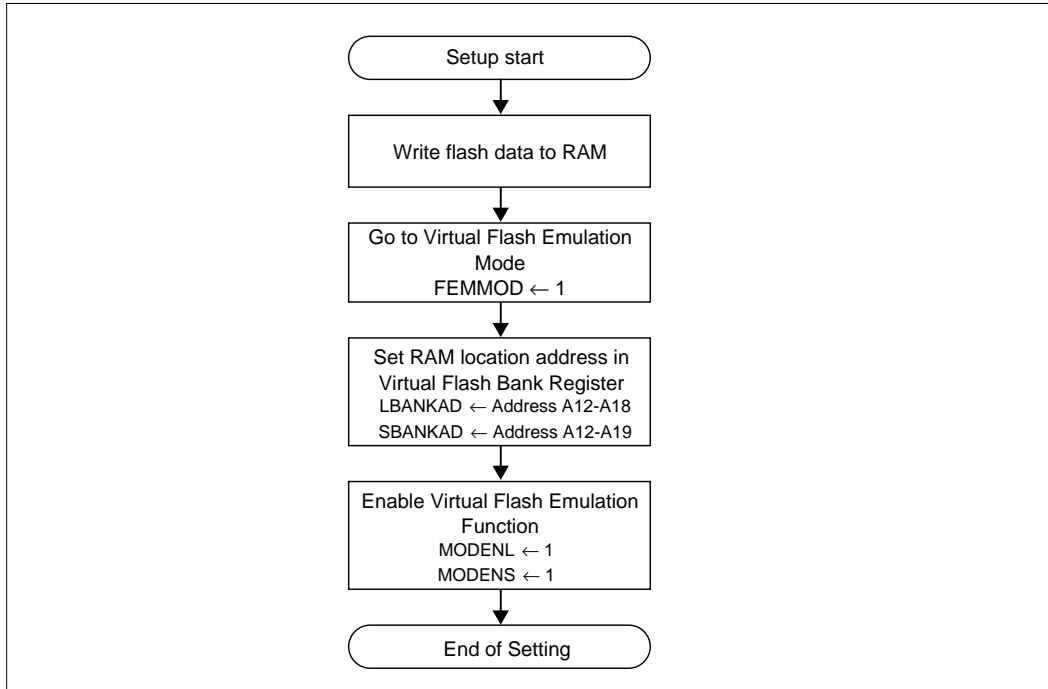 Setup start
Write flash data to RAM
Go to Virtual Flash Emulation
Mode
FEMMOD ← 1
Set RAM location address in
Virtual Flash Bank Register
LBANKAD ← Address A12-A18
SBANKAD ← Address A12-A19
Enable Virtual Flash Emulation
Function
MODENL ← 1
MODENS ← 1
End of Setting